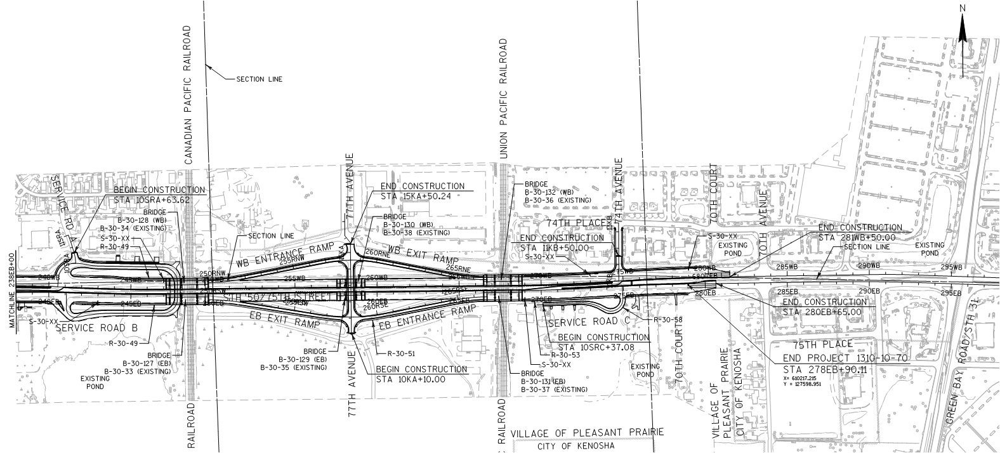 N
CANADIAN PACIFIC RAILROAD
SECTION LINE
UNION PACIFIC RAILROAD
77TH AVENUE
74TH AVENUE
70TH COURT
70TH AVENUE
SERVICE RD A
BEGIN CONSTRUCTION
STA 10SRA+63.62
BRIDGE
B-30-128 (WB)
B-30-34 (EXISTING)
S-30-XX
R-30-49
SECTION LINE
END CONSTRUCTION
STA 15KA+50.24
BRIDGE
B-30-130 (WB)
B-30-38 (EXISTING)
BRIDGE
B-30-132 (WB)
B-30-36 (EXISTING)
74TH PLACE
END CONSTRUCTION
STA 11KB+50.00
S-30-XX
S-30-XX
EXISTING
POND
END CONSTRUCTION
STA 281WB+50.00
SECTION LINE
EXISTING
POND
WB ENTRANCE RAMP
WB EXIT RAMP
MATCHLINE 238EB+00
11SRA
10SRA
240WB
245WB
250RNW
255RNW
255WB
260RNE
260WB
265RNE
275WB
280WB
285WB
290WB
295WB
STH 50/75TH STREET
240EB
245EB
250EB
260EB
260RSE
265RSE
265EB
270EB
275EB
280EB
285EB
290EB
295EB
S-30-XX
SERVICE ROAD B
R-30-49
EB EXIT RAMP
EB ENTRANCE RAMP
SERVICE ROAD C
R-30-58
END CONSTRUCTION
STA 280EB+65.00
BRIDGE
B-30-127 (EB)
B-30-33 (EXISTING)
EXISTING
POND
BRIDGE
B-30-129 (EB)
B-30-35 (EXISTING)
R-30-51
BEGIN CONSTRUCTION
STA 10KA+10.00
77TH AVENUE
BEGIN CONSTRUCTION
STA 10SRC+37.08
R-30-53
S-30-XX
BRIDGE
B-30-131 (EB)
B-30-37 (EXISTING)
EXISTING
POND
70TH COURT
75TH PLACE
END PROJECT 1310-10-70
STA 278EB+90.11
X= 610217.215
Y = 127598.951
GREEN BAY ROAD/STH 31
RAILROAD
C RAILROAD
VILLAGE OF PLEASANT PRAIRIE
CITY OF KENOSHA
VILLAGE OF
PLEASANT PRAIRIE
CITY OF KENOSHA